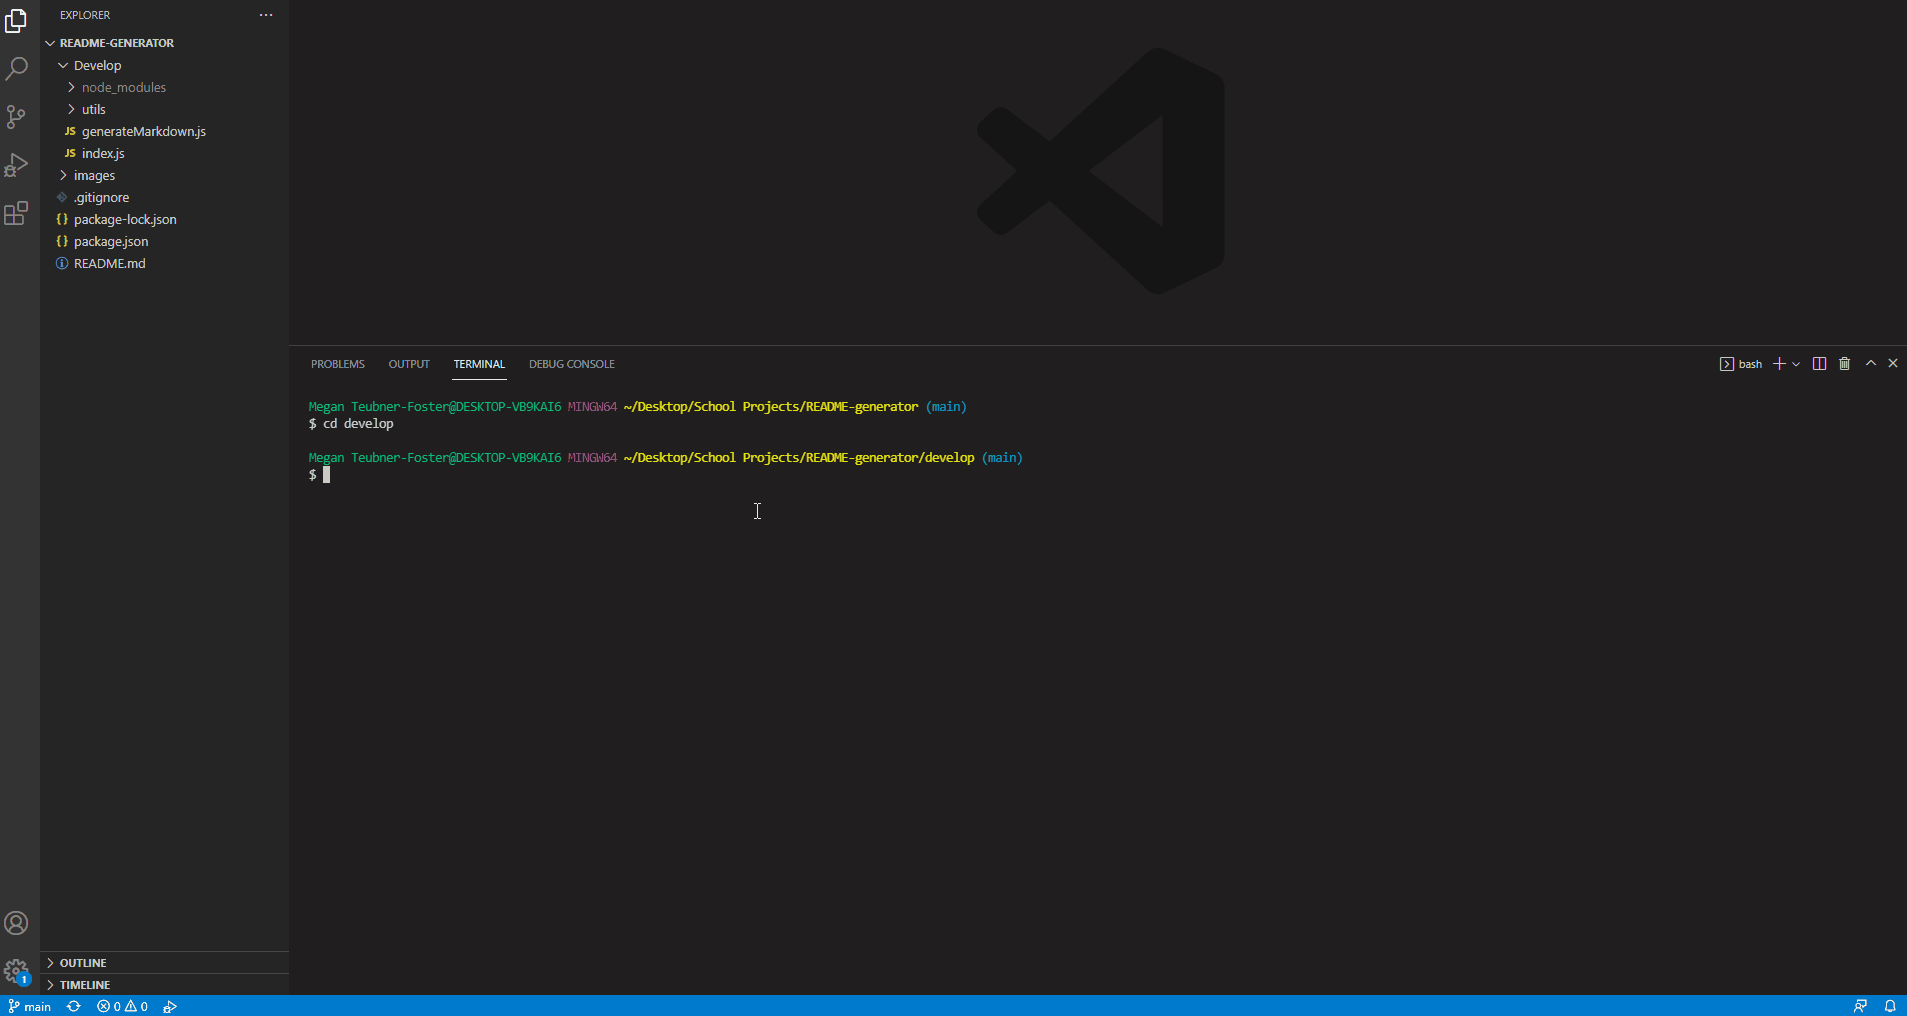 EXPLORER
README-GENERATOR
Develop
node_modules
utils
JS generateMarkdown.js
JS index.js
images
.gitignore
{} package-lock.json
{} package.json
README.md
OUTLINE
TIMELINE
PROBLEMS OUTPUT TERMINAL DEBUG CONSOLE
bash
Megan Teubner-Foster@DESKTOP-VB9KAI6 MINGW64 ~/Desktop/School Projects/README-generator (main)
$ cd develop
Megan Teubner-Foster@DESKTOP-VB9KAI6 MINGW64 ~/Desktop/School Projects/README-generator/develop (main)
$
1
main 0 0